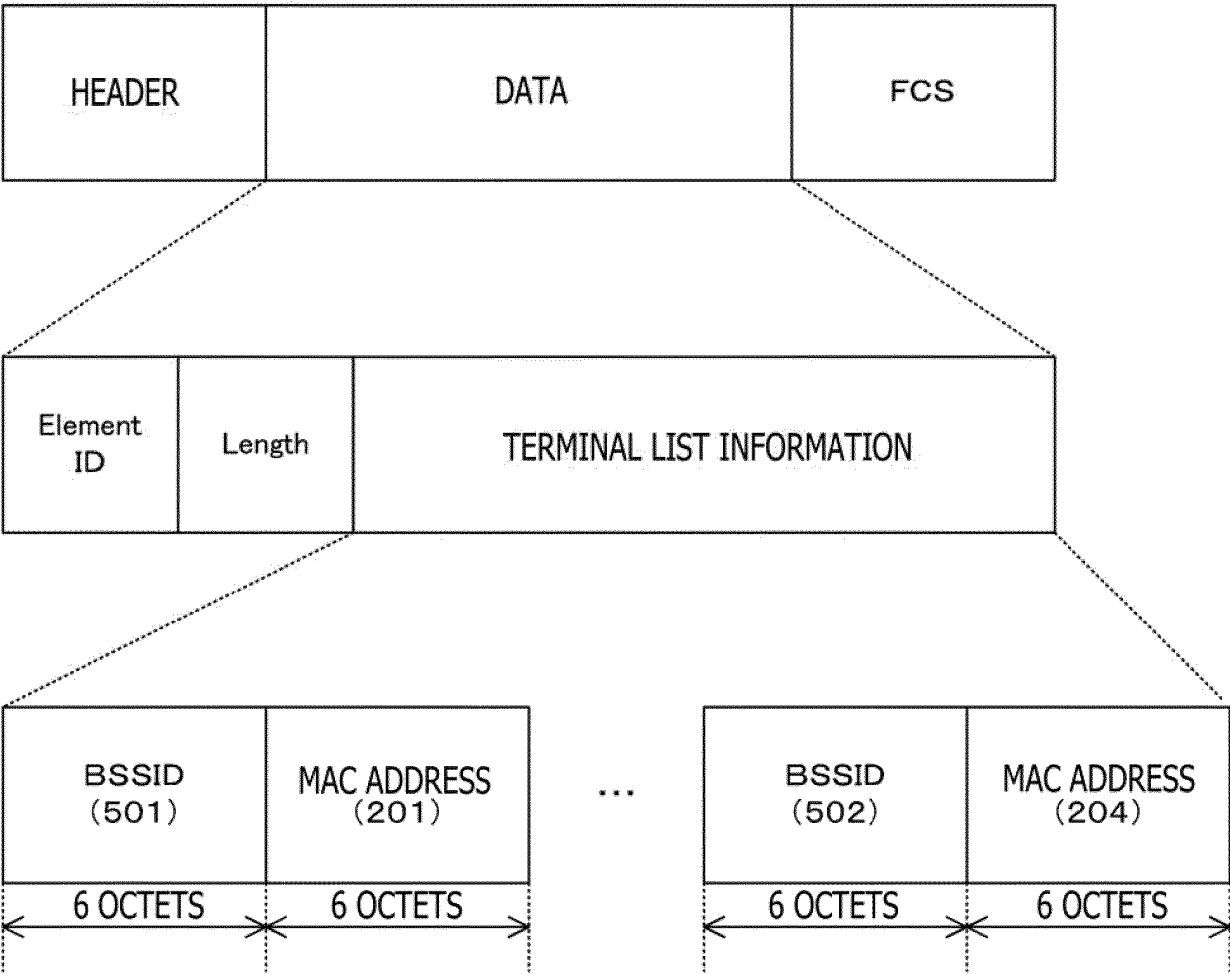 HEADER
DATA
FCS
Element
ID
Length
TERMINAL LIST INFORMATION
BSSID
(501)
MAC ADDRESS
(201)
...
BSSID
(502)
MAC ADDRESS
(204)
6 OCTETS
6 OCTETS
6 OCTETS
6 OCTETS